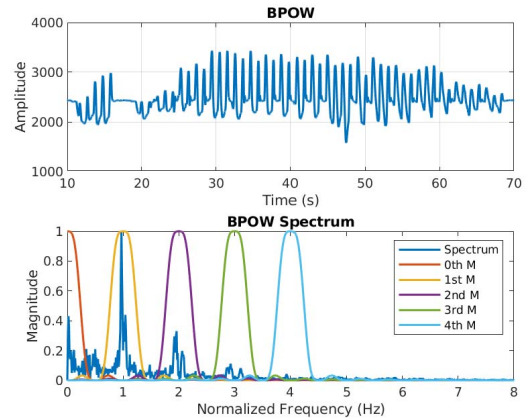 BPOW
4000
3000
2000
1000
Amplitude
10 20 30 40 50 60 70
Time (s)
BPOW Spectrum
1
0.8
0.6
0.4
0.2
0
Magnitude
Spectrum
0th M
1st M
2nd M
3rd M
4th M
0 1 2 3 4 5 6 7 8
Normalized Frequency (Hz)